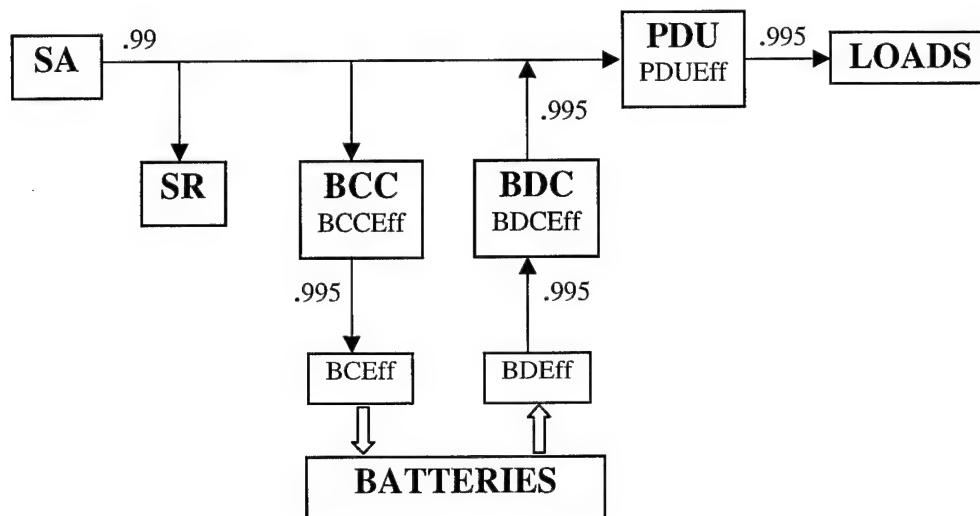 SA
.99
PDU
PDUEff
.995
LOADS
.995
SR
BCC
BCCEff
BDC
BDCEff
.995
.995
BCEff
BDEff
BATTERIES